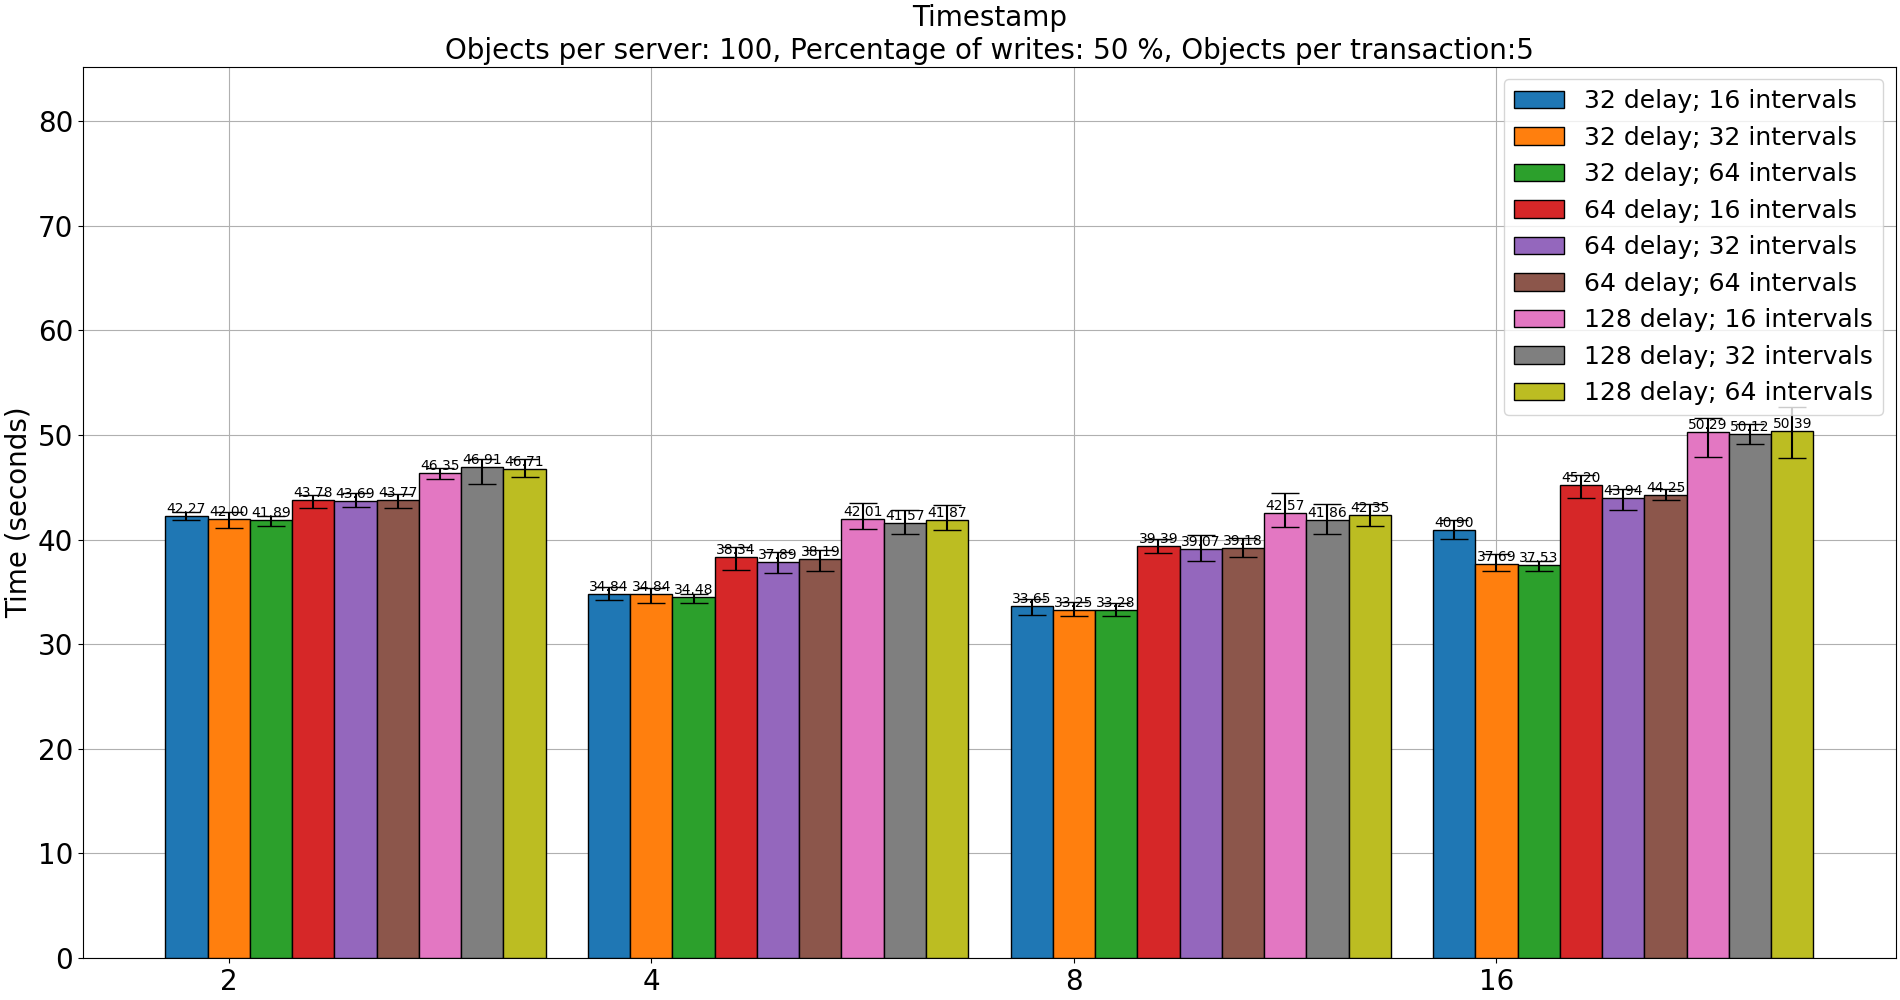 Timestamp
Objects per server: 100, Percentage of writes: 50 %, Objects per transaction:5
Time (seconds)
80
70
60
50
40
30
20
10
0
32 delay; 16 intervals
32 delay; 32 intervals
32 delay; 64 intervals
64 delay; 16 intervals
64 delay; 32 intervals
64 delay; 64 intervals
128 delay; 16 intervals
128 delay; 32 intervals
128 delay; 64 intervals
42.27 42.00 41.89 43.78 43.69 43.77 46.35 46.91 46.71
34.84 34.84 34.48 38.34 37.89 38.19 42.01 41.57 41.87
33.65 33.25 33.28 39.39 39.07 39.18 42.57 41.86 42.35
40.90 37.69 37.53 45.20 43.94 44.25 50.29 50.12 50.39
2 4 8 16